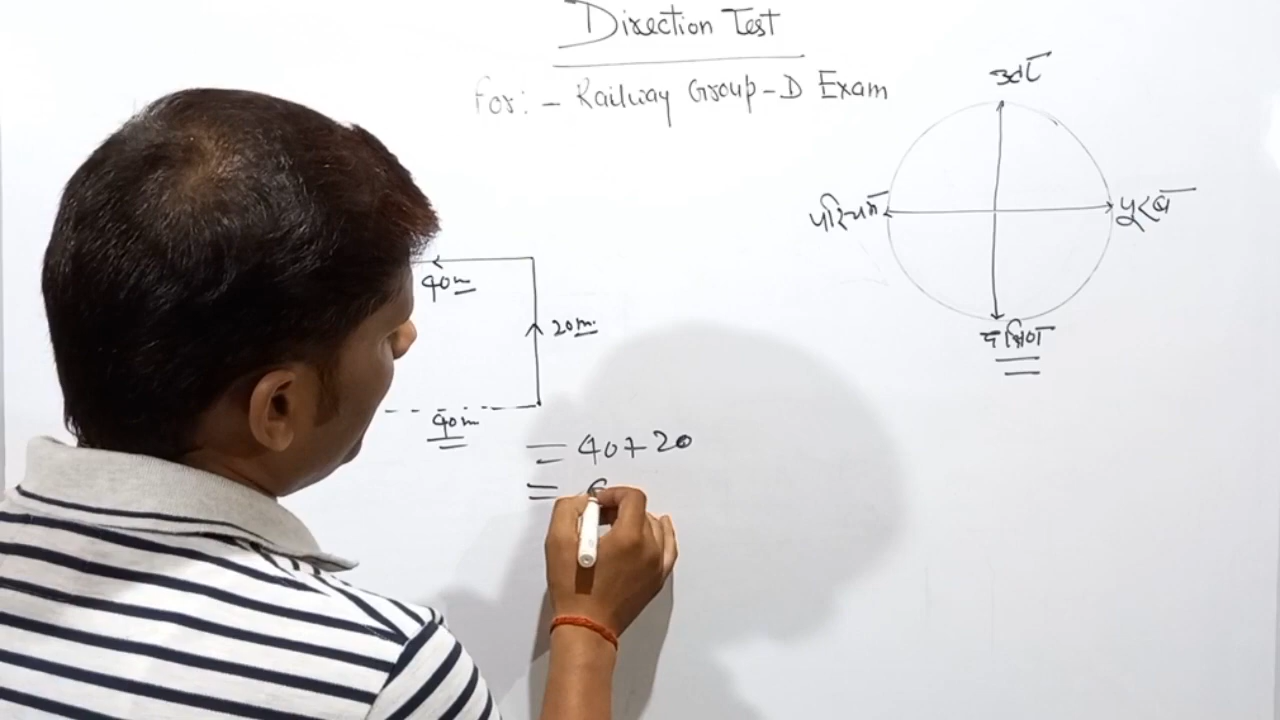 Direction Test
For:- Railway Group-D Exam
उत्तर
पश्चिम
पूरब
दक्षिण
40m
20m.
40m
= 40+20
=